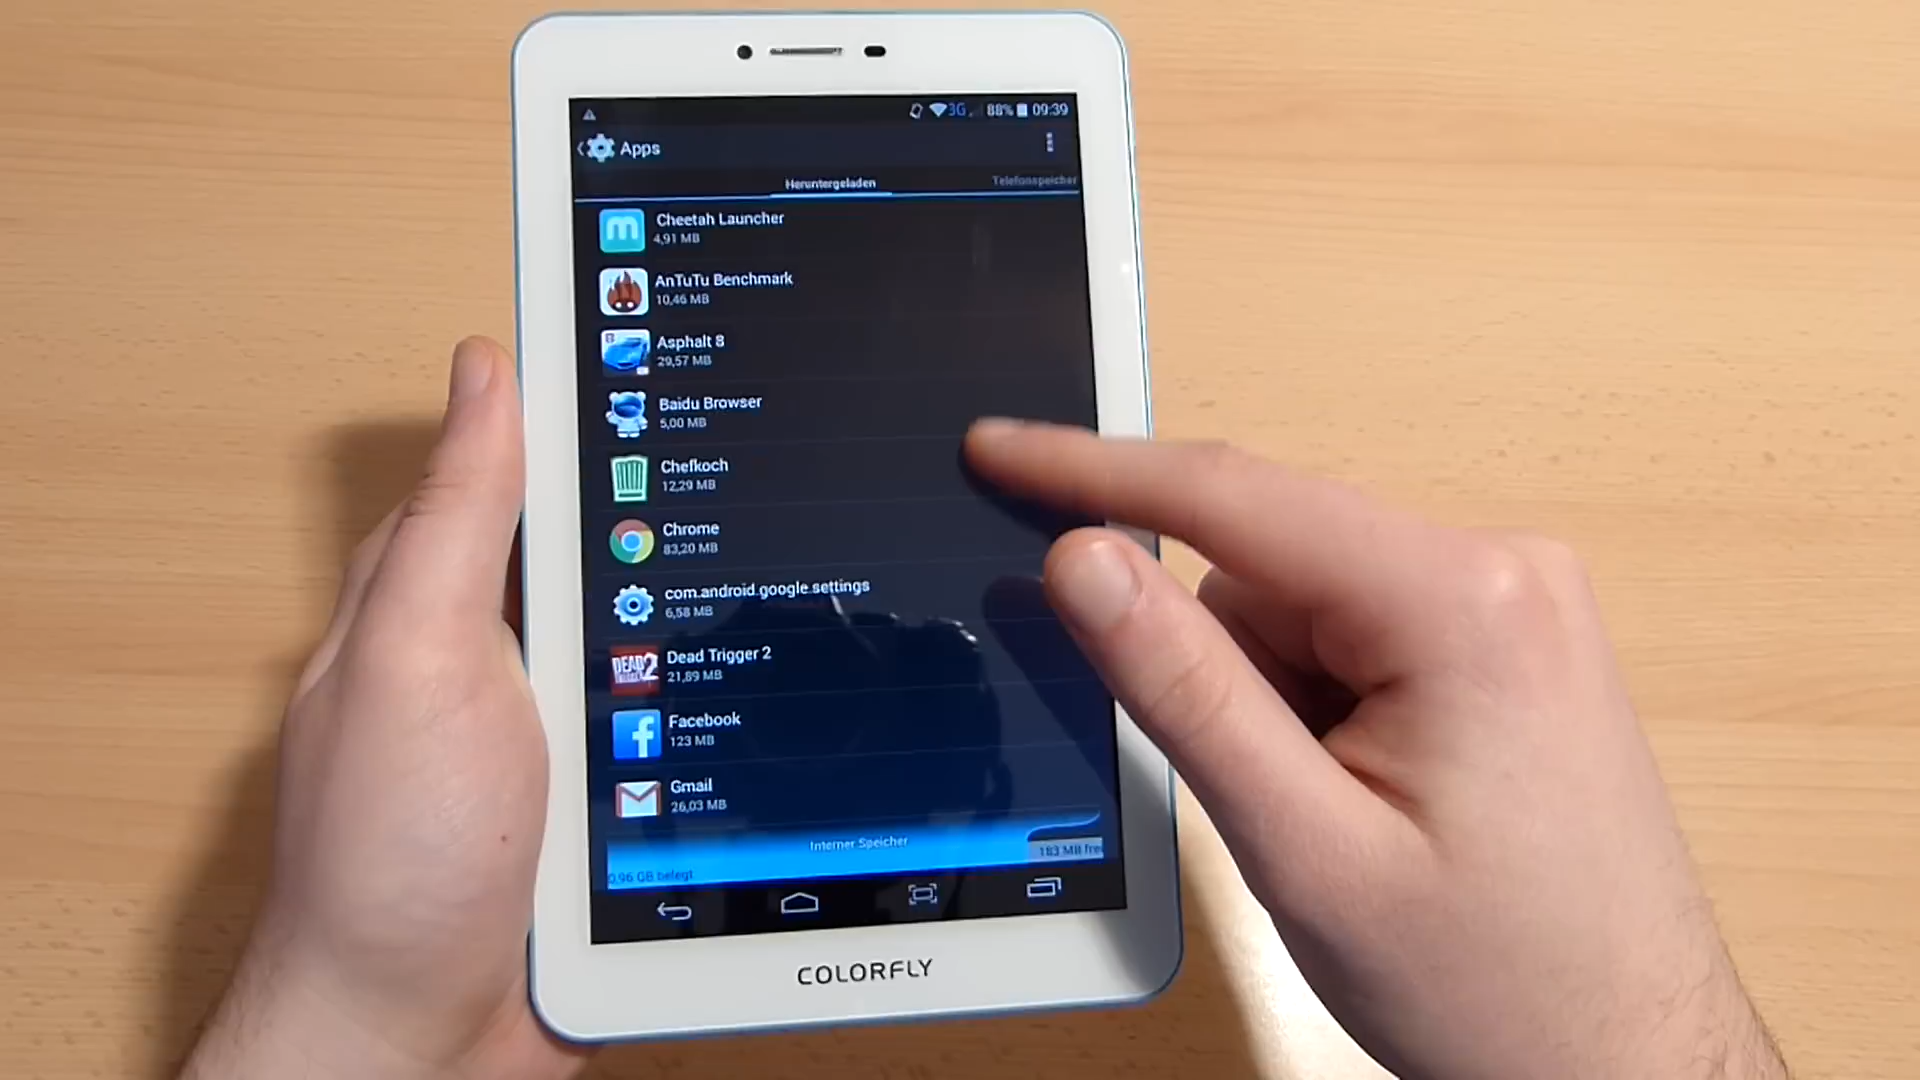 3G 88% 09:39
Apps
Heruntergeladen Telefonspeicher
Cheetah Launcher
4,91 MB
AnTuTu Benchmark
10,46 MB
Asphalt 8
29,57 MB
Baidu Browser
5,00 MB
Chefkoch
12,29 MB
Chrome
83,20 MB
com.android.google.settings
6,58 MB
DEAD TRIGGER 2
Dead Trigger 2
21,89 MB
Facebook
123 MB
Gmail
26,03 MB
Interner Speicher
0,96 GB belegt 183 MB frei
COLORFLY